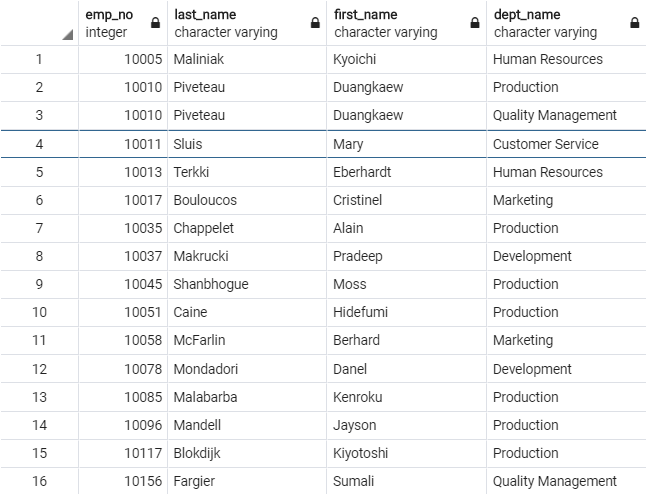 emp_no last_name first_name dept_name
integer character varying character varying character varying
1 10005 Maliniak Kyoichi Human Resources
2 10010 Piveteau Duangkaew Production
3 10010 Piveteau Duangkaew Quality Management
4 10011 Sluis Mary Customer Service
5 10013 Terkki Eberhardt Human Resources
6 10017 Bouloucos Cristinel Marketing
7 10035 Chappelet Alain Production
8 10037 Makrucki Pradeep Development
9 10045 Shanbhogue Moss Production
10 10051 Caine Hidefumi Production
11 10058 McFarlin Berhard Marketing
12 10078 Mondadori Danel Development
13 10085 Malabarba Kenroku Production
14 10096 Mandell Jayson Production
15 10117 Blokdijk Kiyotoshi Production
16 10156 Fargier Sumali Quality Management